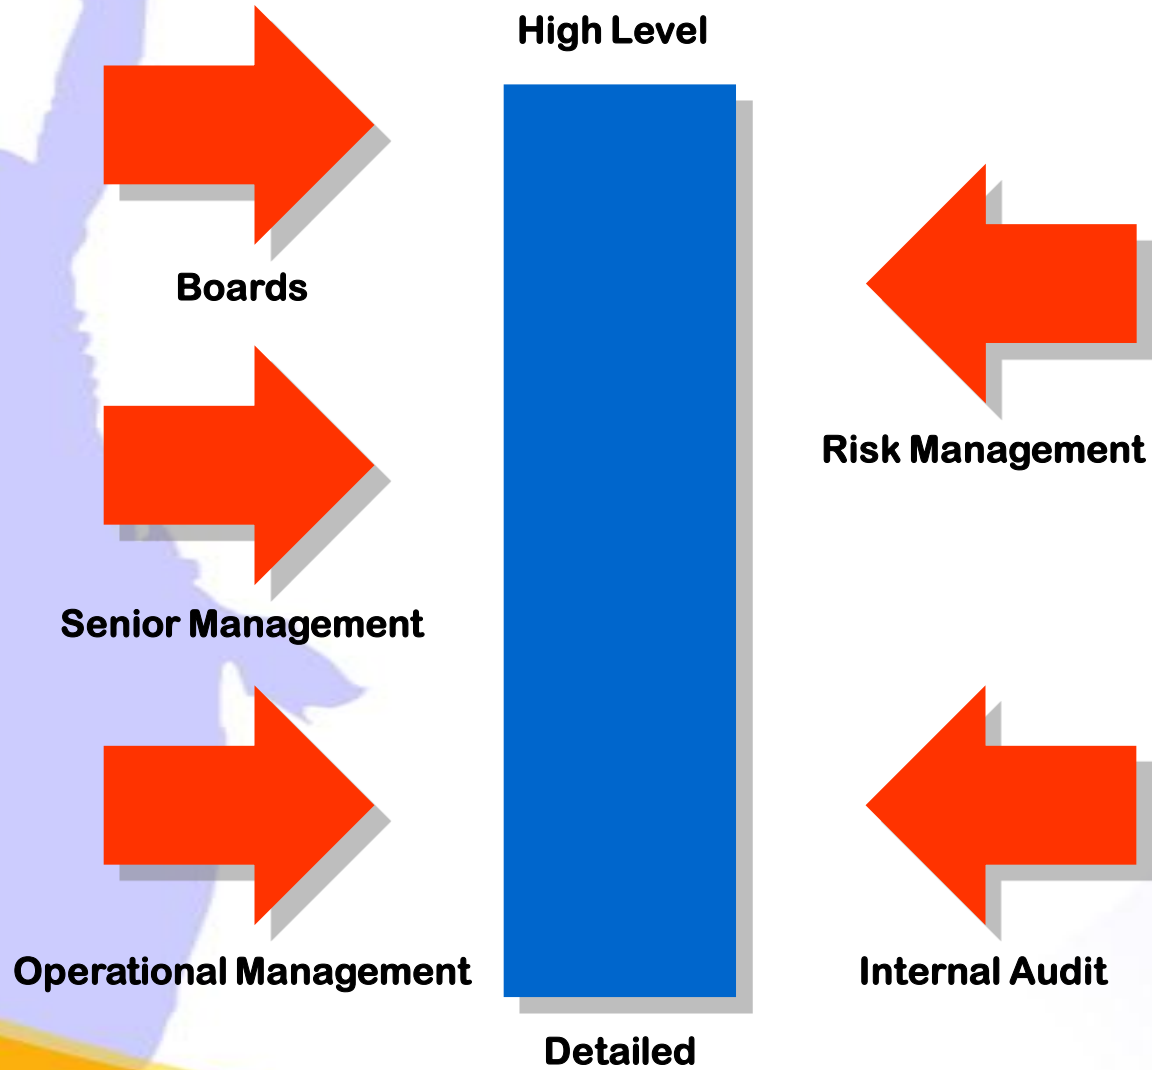 High Level
Boards
Risk Management
Senior Management
Operational Management
Internal Audit
Detailed